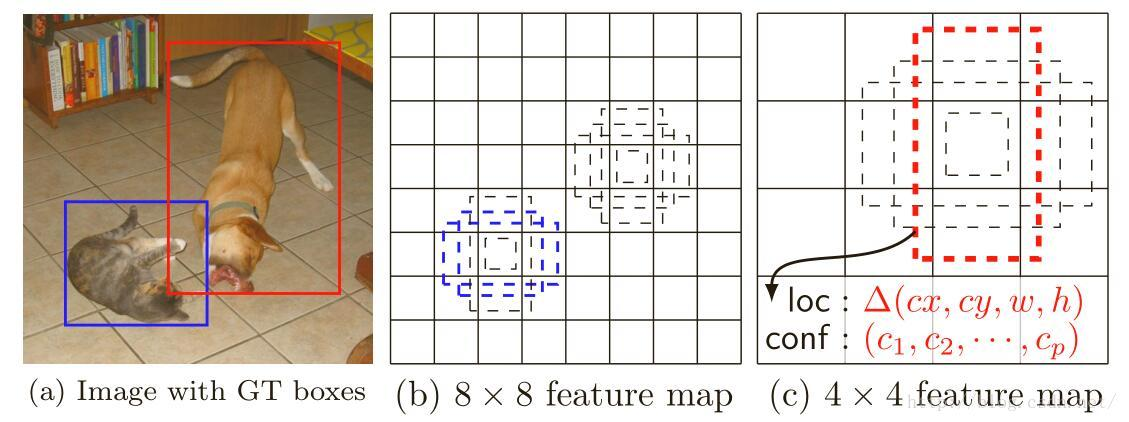 loc : Δ(cx, cy, w, h)
conf : (c₁, c₂, ⋯, cₚ)
(a) Image with GT boxes
(b) 8 × 8 feature map
(c) 4 × 4 feature map